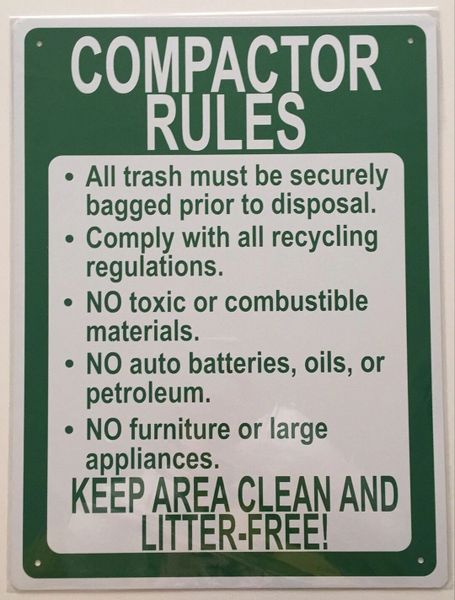 COMPACTOR
RULES
• All trash must be securely
bagged prior to disposal.
• Comply with all recycling
regulations.
• NO toxic or combustible
materials.
• NO auto batteries, oils, or
petroleum.
• NO furniture or large
appliances.
KEEP AREA CLEAN AND
LITTER-FREE!